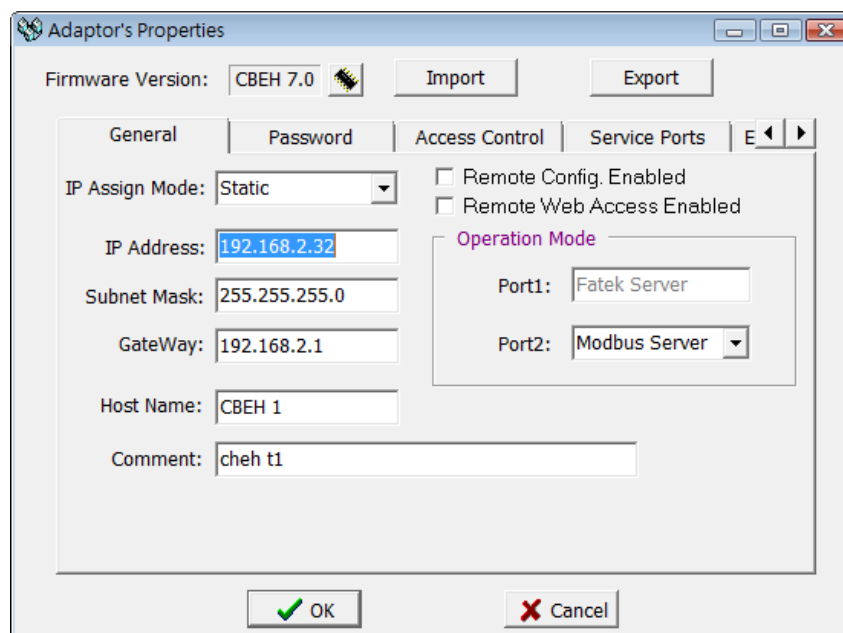 Adaptor's Properties
Firmware Version: CBEH 7.0 Import Export
General Password Access Control Service Ports E
IP Assign Mode: Static
Remote Config. Enabled
Remote Web Access Enabled
IP Address: 192.168.2.32
Subnet Mask: 255.255.255.0
GateWay: 192.168.2.1
Operation Mode
Port1: Fatek Server
Port2: Modbus Server
Host Name: CBEH 1
Comment: cheh t1
OK Cancel